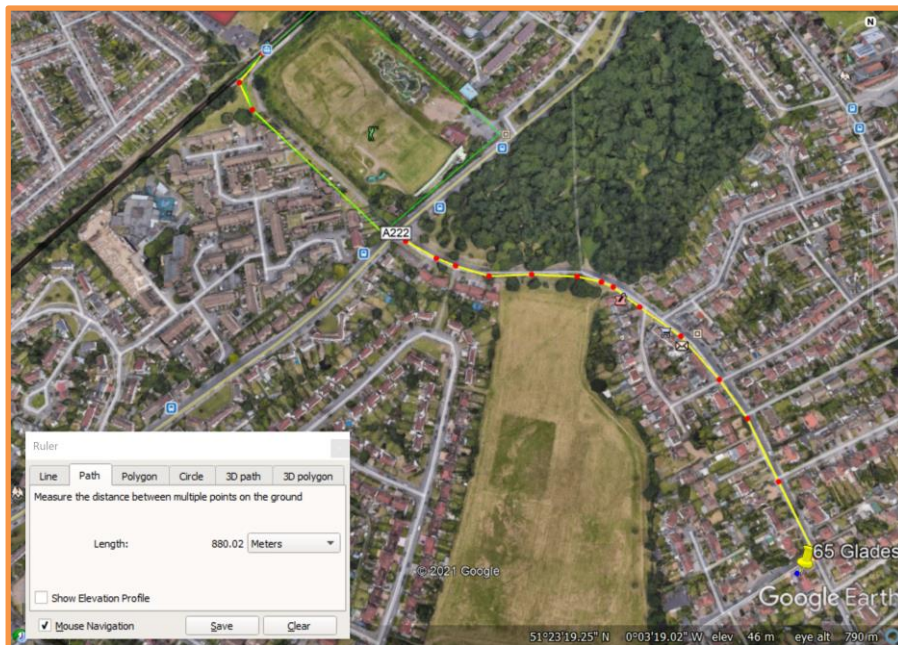 N
A222
65 Glades
Ruler
Line Path Polygon Circle 3D path 3D polygon
Measure the distance between multiple points on the ground
Length: 880.02 Meters
Show Elevation Profile
Mouse Navigation Save Clear
© 2021 Google
Google Earth
51°23'19.25" N 0°03'19.02" W elev 46 m eye alt 790 m